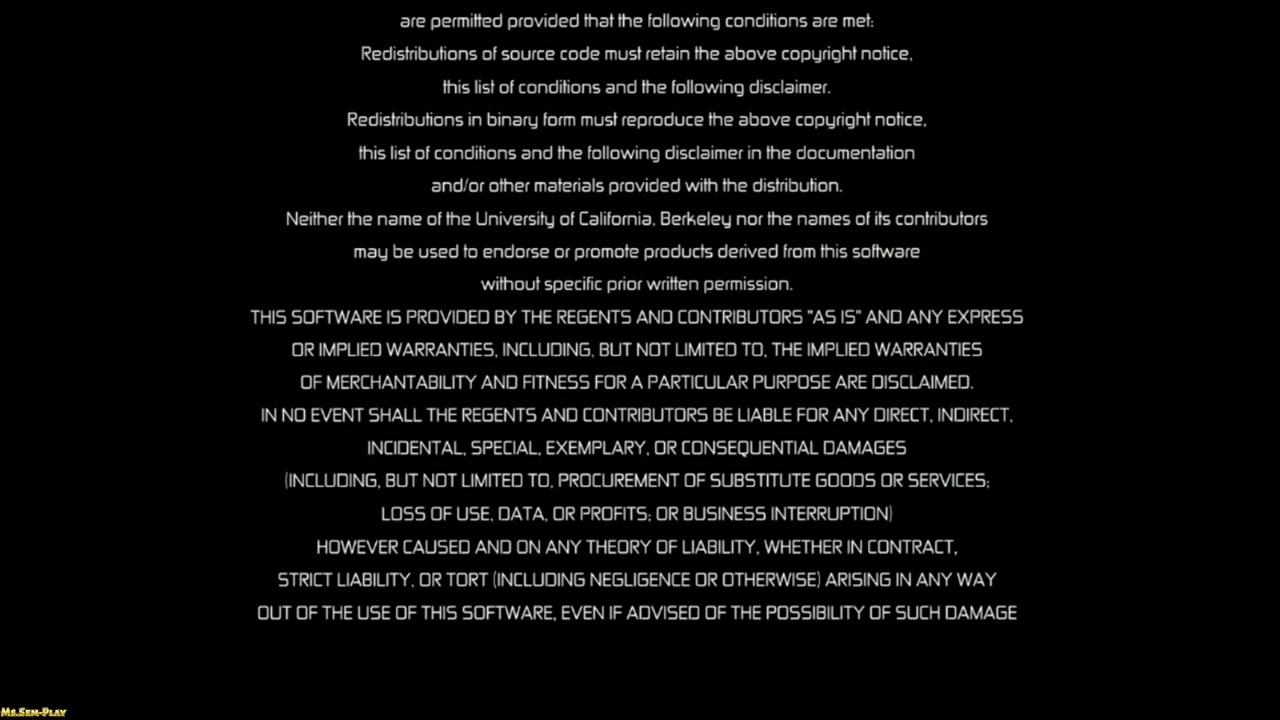 are permitted provided that the following conditions are met:
Redistributions of source code must retain the above copyright notice,
this list of conditions and the following disclaimer.
Redistributions in binary form must reproduce the above copyright notice,
this list of conditions and the following disclaimer in the documentation
and/or other materials provided with the distribution.
Neither the name of the University of California, Berkeley nor the names of its contributors
may be used to endorse or promote products derived from this software
without specific prior written permission.
THIS SOFTWARE IS PROVIDED BY THE REGENTS AND CONTRIBUTORS "AS IS" AND ANY EXPRESS
OR IMPLIED WARRANTIES, INCLUDING, BUT NOT LIMITED TO, THE IMPLIED WARRANTIES
OF MERCHANTABILITY AND FITNESS FOR A PARTICULAR PURPOSE ARE DISCLAIMED.
IN NO EVENT SHALL THE REGENTS AND CONTRIBUTORS BE LIABLE FOR ANY DIRECT, INDIRECT,
INCIDENTAL, SPECIAL, EXEMPLARY, OR CONSEQUENTIAL DAMAGES
(INCLUDING, BUT NOT LIMITED TO, PROCUREMENT OF SUBSTITUTE GOODS OR SERVICES;
LOSS OF USE, DATA, OR PROFITS; OR BUSINESS INTERRUPTION)
HOWEVER CAUSED AND ON ANY THEORY OF LIABILITY, WHETHER IN CONTRACT,
STRICT LIABILITY, OR TORT (INCLUDING NEGLIGENCE OR OTHERWISE) ARISING IN ANY WAY
OUT OF THE USE OF THIS SOFTWARE, EVEN IF ADVISED OF THE POSSIBILITY OF SUCH DAMAGE
Ms.Sem-Play